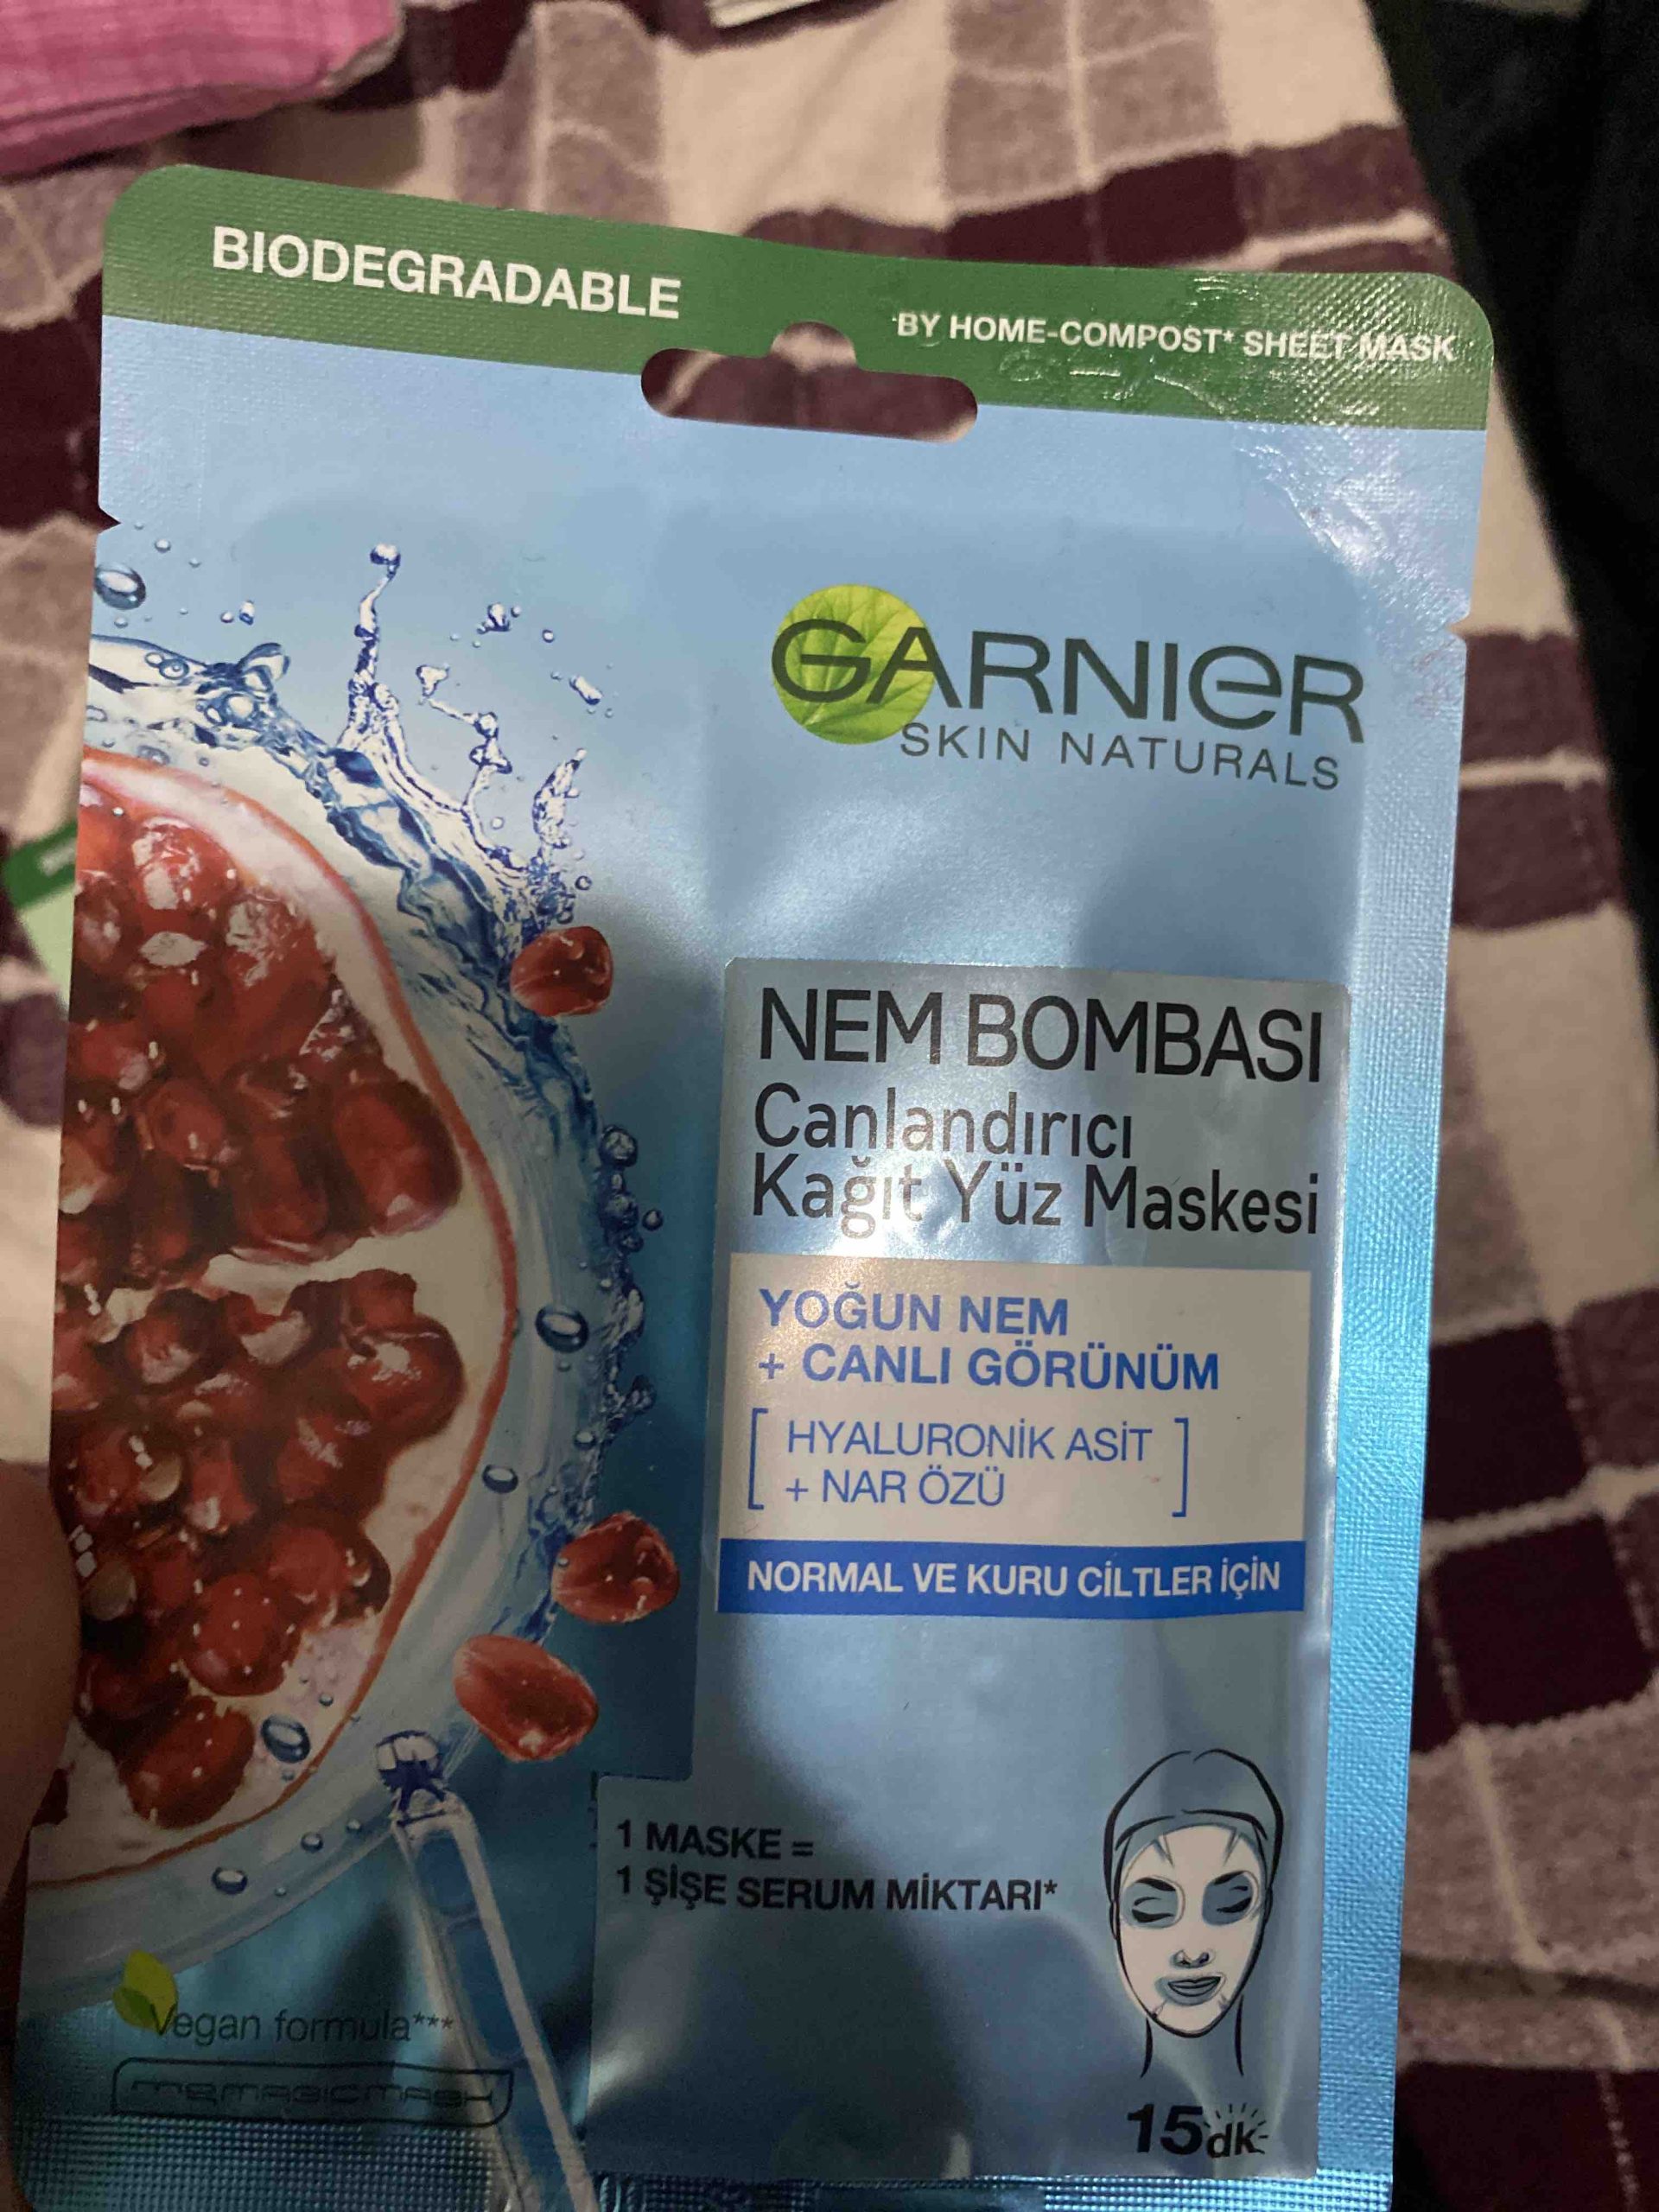 BIODEGRADABLE
BY HOME-COMPOST* SHEET MASK
GARNIER
SKIN NATURALS
NEM BOMBASI
Canlandırıcı
Kağıt Yüz Maskesi
YOĞUN NEM
+ CANLI GÖRÜNÜM
HYALURONİK ASİT
+ NAR ÖZÜ
NORMAL VE KURU CİLTLER İÇİN
1 MASKE =
1 ŞİŞE SERUM MİKTARI*
Vegan formula***
15dk